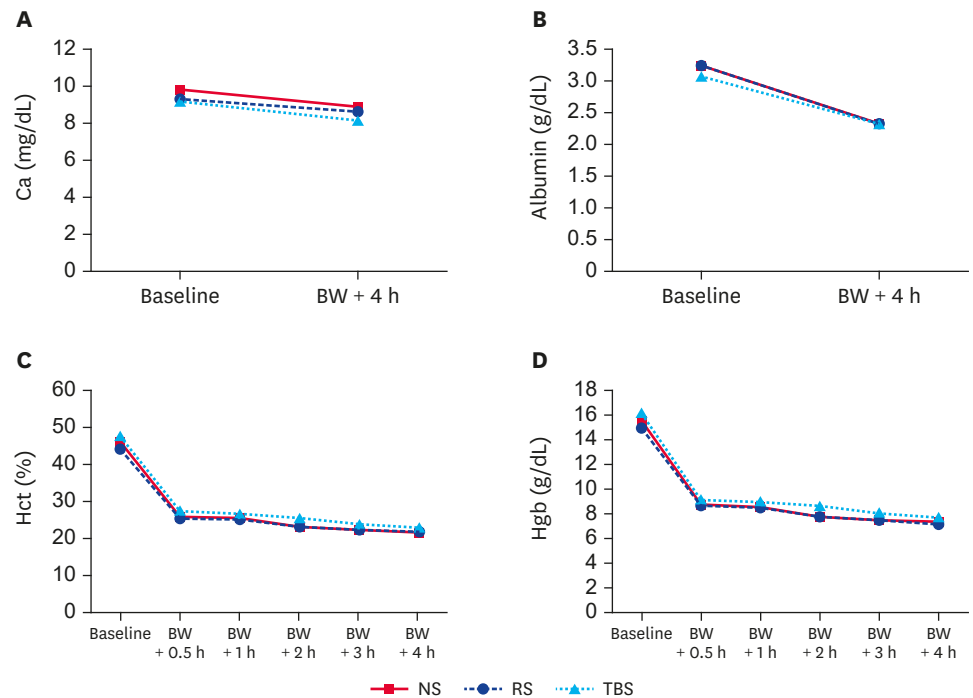 A
Ca (mg/dL)
12
10
8
6
4
2
0
Baseline
BW + 4 h
B
Albumin (g/dL)
3.5
3.0
2.5
2.0
1.5
1.0
0.5
0
Baseline
BW + 4 h
C
Hct (%)
60
50
40
30
20
10
0
Baseline
BW
+ 0.5 h
BW
+ 1 h
BW
+ 2 h
BW
+ 3 h
BW
+ 4 h
D
Hgb (g/dL)
18
16
14
12
10
8
6
4
2
0
Baseline
BW
+ 0.5 h
BW
+ 1 h
BW
+ 2 h
BW
+ 3 h
BW
+ 4 h
NS
RS
TBS